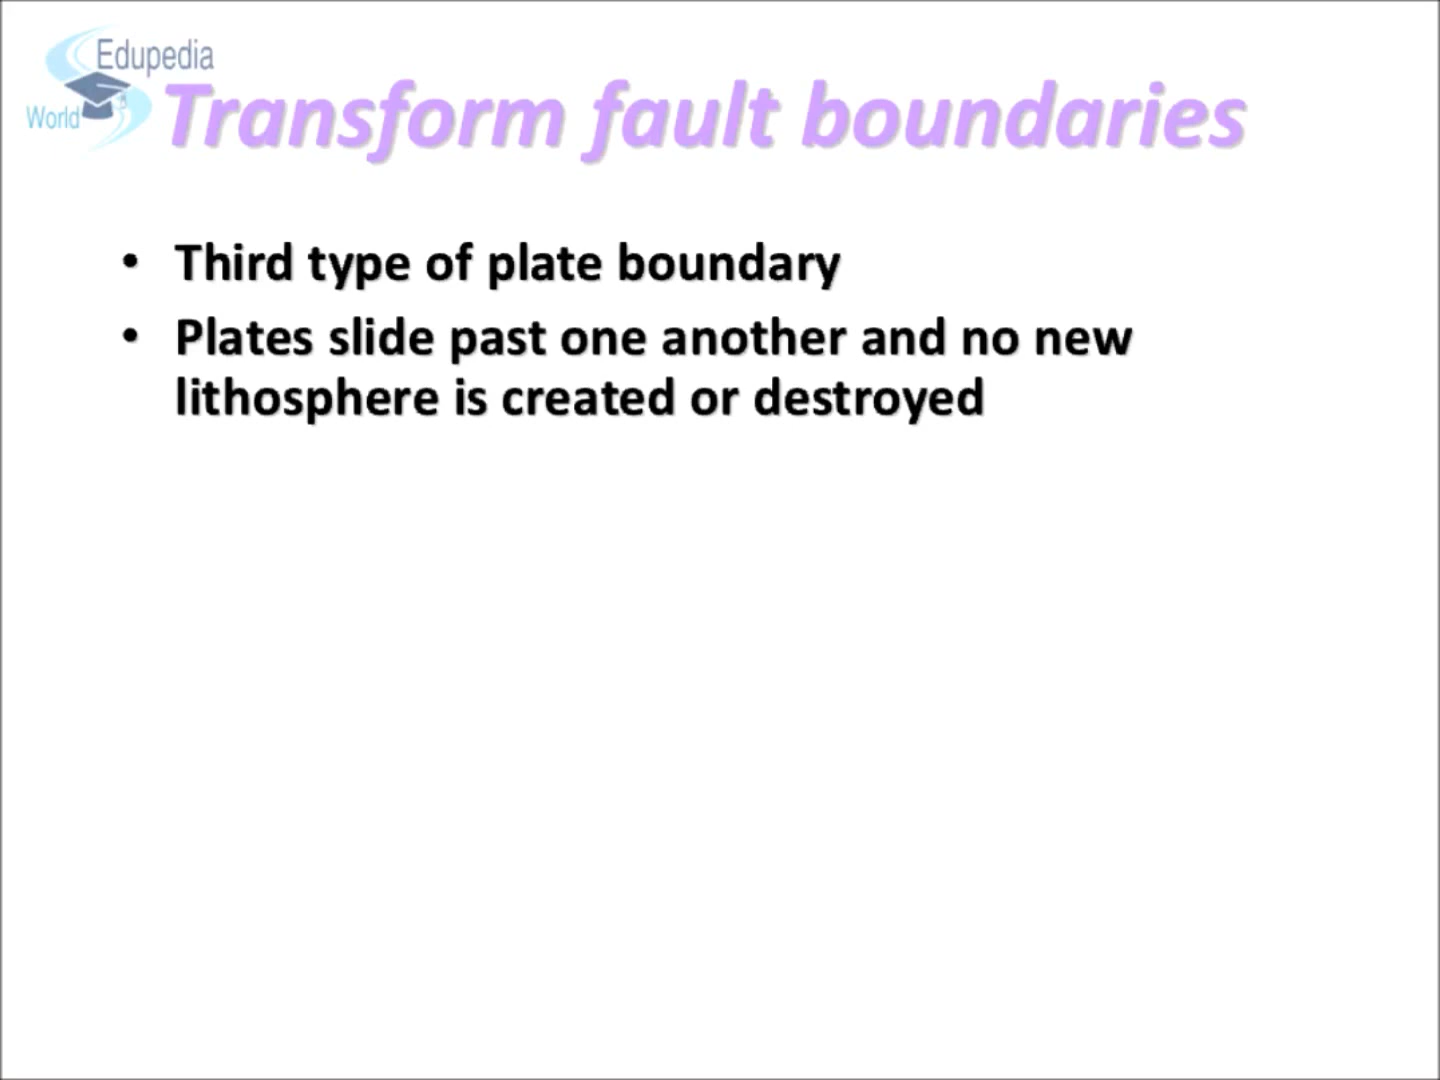 Edupedia
World
Transform fault boundaries
• Third type of plate boundary
• Plates slide past one another and no new
lithosphere is created or destroyed